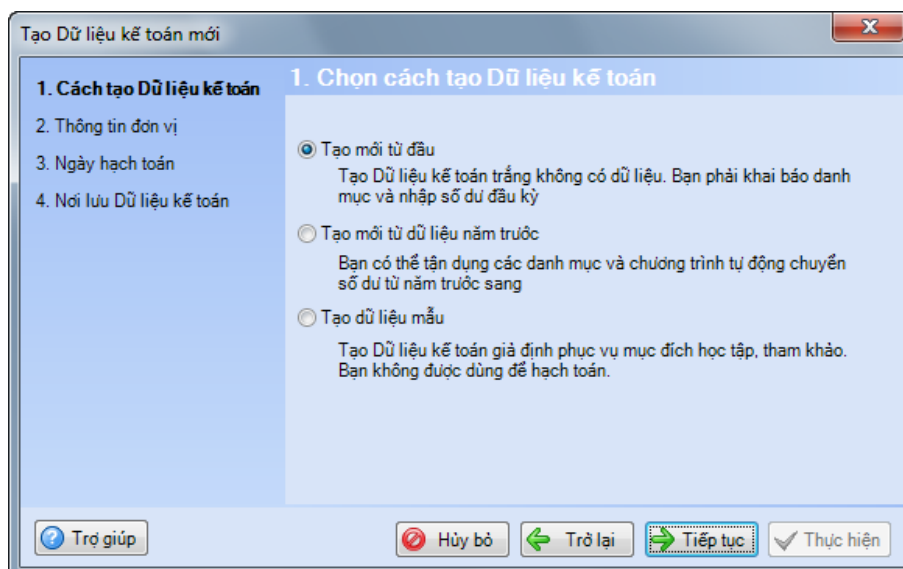 Tạo Dữ liệu kế toán mới
1. Cách tạo Dữ liệu kế toán
2. Thông tin đơn vị
3. Ngày hạch toán
4. Nơi lưu Dữ liệu kế toán
1. Chọn cách tạo Dữ liệu kế toán
Tạo mới từ đầu
Tạo Dữ liệu kế toán trắng không có dữ liệu. Bạn phải khai báo danh
mục và nhập số dư đầu kỳ
Tạo mới từ dữ liệu năm trước
Bạn có thể tận dụng các danh mục và chương trình tự động chuyển
số dư từ năm trước sang
Tạo dữ liệu mẫu
Tạo Dữ liệu kế toán giả định phục vụ mục đích học tập, tham khảo.
Bạn không được dùng để hạch toán.
Trợ giúp
Hủy bỏ
Trở lại
Tiếp tục
Thực hiện